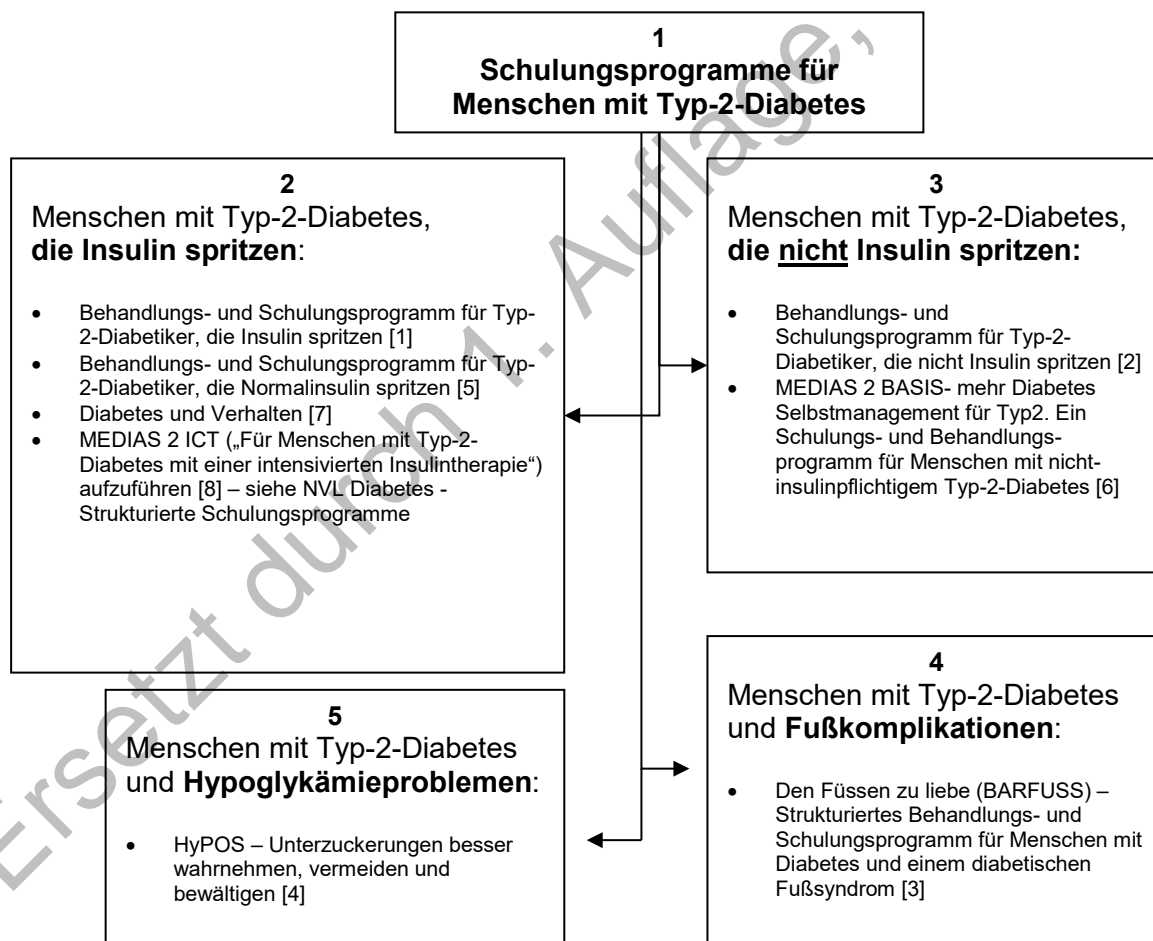 1
Schulungsprogramme für
Menschen mit Typ-2-Diabetes
2
Menschen mit Typ-2-Diabetes,
die Insulin spritzen:
• Behandlungs- und Schulungsprogramm für Typ-
2-Diabetiker, die Insulin spritzen [1]
• Behandlungs- und Schulungsprogramm für Typ-
2-Diabetiker, die Normalinsulin spritzen [5]
• Diabetes und Verhalten [7]
• MEDIAS 2 ICT („Für Menschen mit Typ-2-
Diabetes mit einer intensivierten Insulintherapie“)
aufzuführen [8] – siehe NVL Diabetes -
Strukturierte Schulungsprogramme
3
Menschen mit Typ-2-Diabetes,
die nicht Insulin spritzen:
• Behandlungs- und
Schulungsprogramm für Typ-2-
Diabetiker, die nicht Insulin spritzen [2]
• MEDIAS 2 BASIS- mehr Diabetes
Selbstmanagement für Typ2. Ein
Schulungs- und Behandlungs-
programm für Menschen mit nicht-
insulinpflichtigem Typ-2-Diabetes [6]
4
Menschen mit Typ-2-Diabetes
und Fußkomplikationen:
• Den Füssen zu liebe (BARFUSS) –
Strukturiertes Behandlungs- und
Schulungsprogramm für Menschen mit
Diabetes und einem diabetischen
Fußsyndrom [3]
5
Menschen mit Typ-2-Diabetes
und Hypoglykämieproblemen:
• HyPOS – Unterzuckerungen besser
wahrnehmen, vermeiden und
bewältigen [4]
Ersetzt durch 1. Auflage,